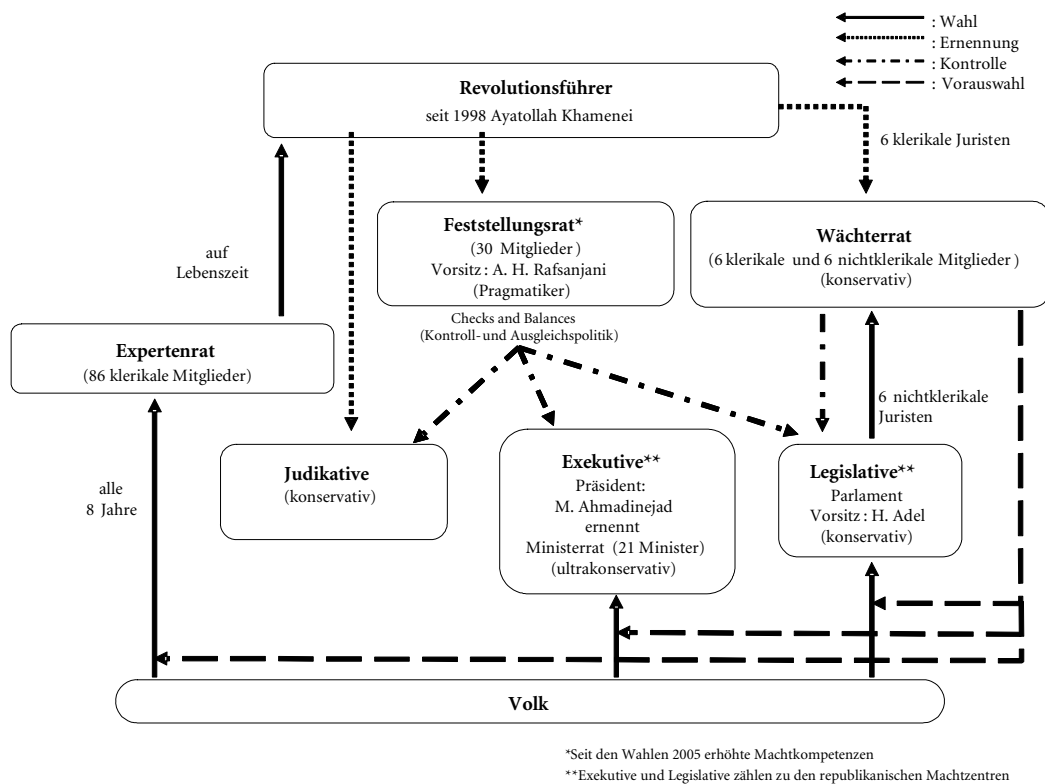 : Wahl
: Ernennung
: Kontrolle
: Vorauswahl
Revolutionsführer
seit 1998 Ayatollah Khamenei
6 klerikale Juristen
Feststellungsrat*
(30 Mitglieder)
Vorsitz: A. H. Rafsanjani
(Pragmatiker)
Wächterrat
(6 klerikale und 6 nichtklerikale Mitglieder)
(konservativ)
auf
Lebenszeit
Checks and Balances
(Kontroll- und Ausgleichspolitik)
Expertenrat
(86 klerikale Mitglieder)
6 nichtklerikale
Juristen
alle
8 Jahre
Judikative
(konservativ)
Exekutive**
Präsident:
M. Ahmadinejad
ernennt
Ministerrat (21 Minister)
(ultrakonservativ)
Legislative**
Parlament
Vorsitz: H. Adel
(konservativ)
Volk
*Seit den Wahlen 2005 erhöhte Machtkompetenzen
**Exekutive und Legislative zählen zu den republikanischen Machtzentren